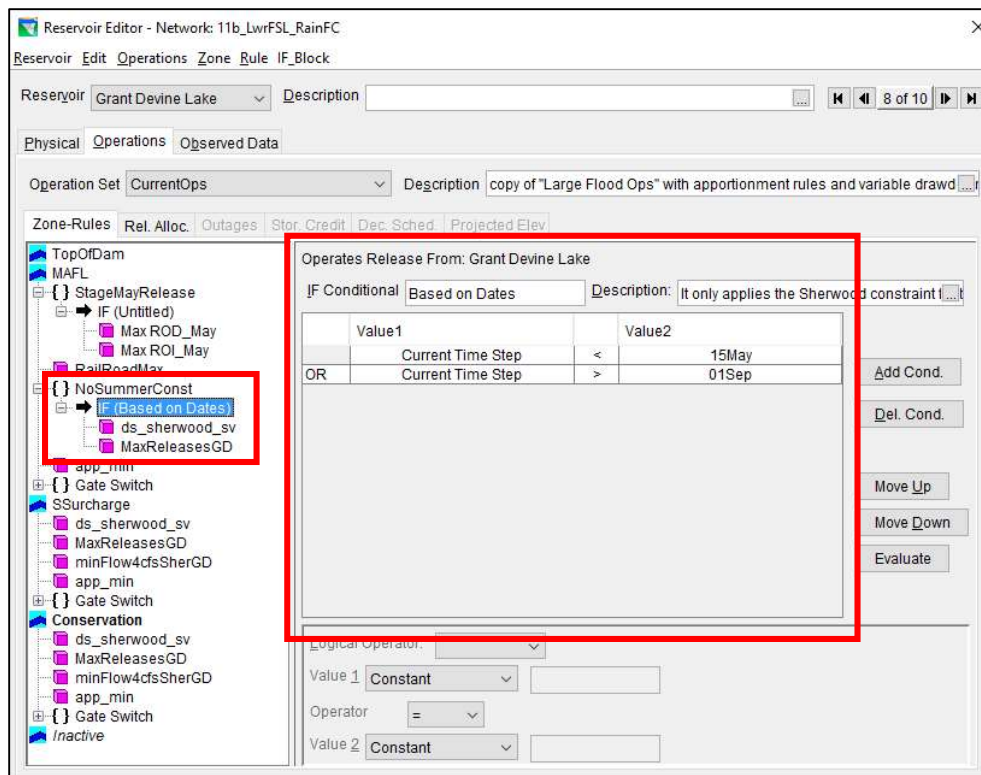 Reservoir Editor - Network: 11b_LwrFSL_RainFC
Reservoir Edit Operations Zone Rule IF_Block
Reservoir Grant Devine Lake Description ... 8 of 10
Physical Operations Observed Data
Operation Set CurrentOps Description copy of "Large Flood Ops" with apportionment rules and variable drawd ...
Zone-Rules Rel. Alloc. Outages Stor. Credit Dec. Sched. Projected Elev
TopOfDam
MAFL
{ } StageMayRelease
IF (Untitled)
Max ROD_May
Max ROI_May
RailRoadMax
{ } NoSummerConst
IF (Based on Dates)
ds_sherwood_sv
MaxReleasesGD
app_min
{ } Gate Switch
SSurcharge
ds_sherwood_sv
MaxReleasesGD
minFlow4cfsSherGD
app_min
{ } Gate Switch
Conservation
ds_sherwood_sv
MaxReleasesGD
minFlow4cfsSherGD
app_min
{ } Gate Switch
Inactive
Operates Release From: Grant Devine Lake
IF Conditional Based on Dates Description: It only applies the Sherwood constraint ...
Value1 Value2
Current Time Step < 15May
OR Current Time Step > 01Sep
Add Cond.
Del. Cond.
Move Up
Move Down
Evaluate
Logical Operator:
Value 1 Constant
Operator =
Value 2 Constant